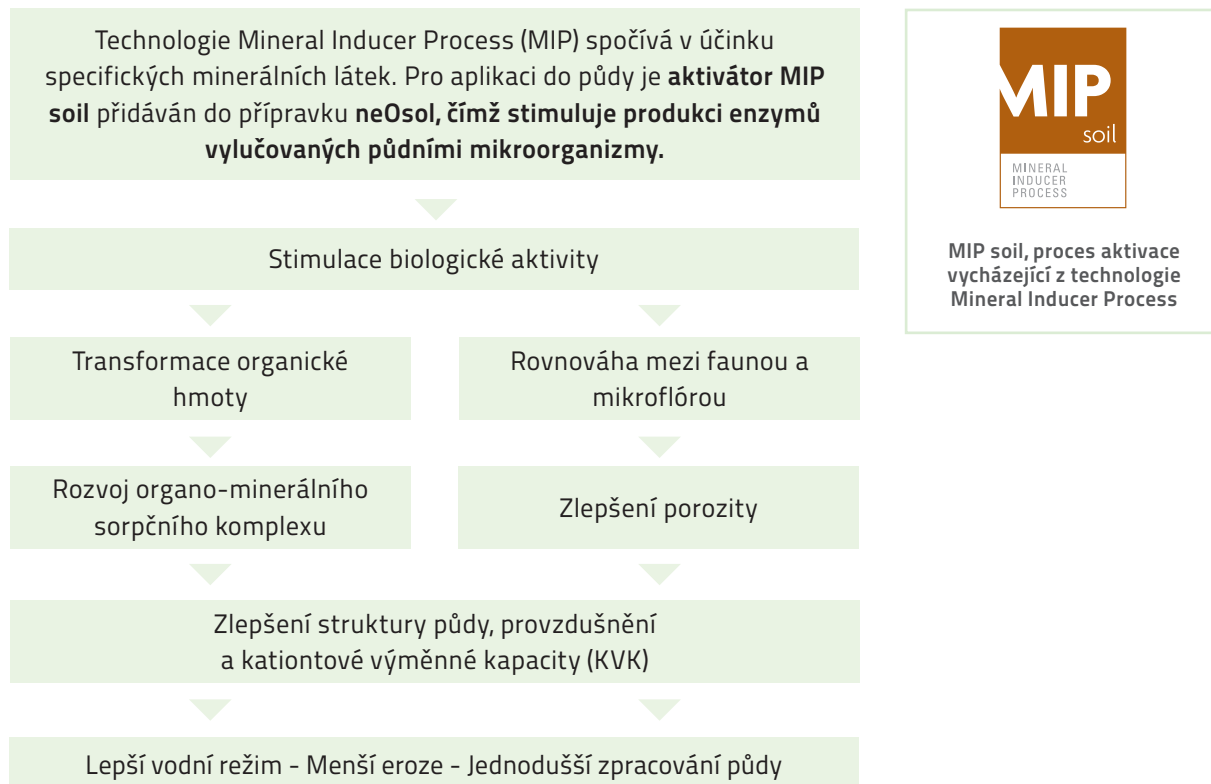 Technologie Mineral Inducer Process (MIP) spočívá v účinku
specifických minerálních látek. Pro aplikaci do půdy je aktivátor MIP
soil přidáván do přípravku neOsol, čímž stimuluje produkci enzymů
vylučovaných půdními mikroorganizmy.
Stimulace biologické aktivity
Transformace organické
hmoty
Rovnováha mezi faunou a
mikroflórou
Rozvoj organo-minerálního
sorpčního komplexu
Zlepšení porozity
Zlepšení struktury půdy, provzdušnění
a kationtové výměnné kapacity (KVK)
Lepší vodní režim - Menší eroze - Jednodušší zpracování půdy
MIP
soil
MINERAL
INDUCER
PROCESS
MIP soil, proces aktivace
vycházející z technologie
Mineral Inducer Process